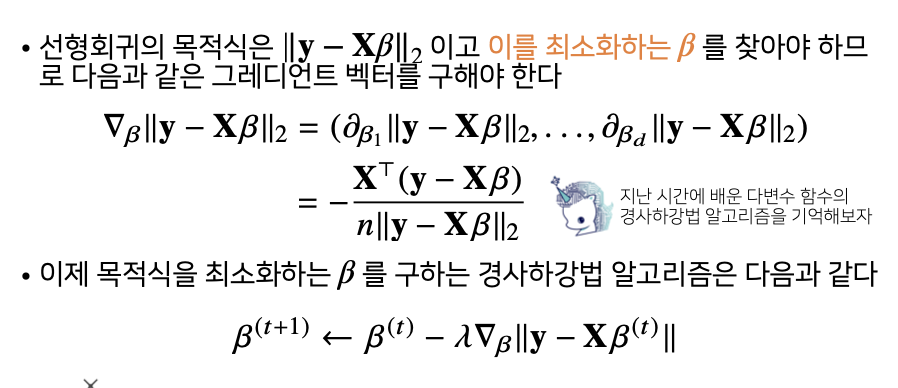 • 선형회귀의 목적식은 ‖y − Xβ‖₂ 이고 이를 최소화하는 β 를 찾아야 하므
로 다음과 같은 그레디언트 벡터를 구해야 한다
∇_β‖y − Xβ‖₂ = (∂_{β₁}‖y − Xβ‖₂, . . . , ∂_{β_d}‖y − Xβ‖₂)
= − X^⊤(y − Xβ) / n‖y − Xβ‖₂
지난 시간에 배운 다변수 함수의
경사하강법 알고리즘을 기억해보자
• 이제 목적식을 최소화하는 β 를 구하는 경사하강법 알고리즘은 다음과 같다
β^{(t+1)} ← β^{(t)} − λ∇_β‖y − Xβ^{(t)}‖